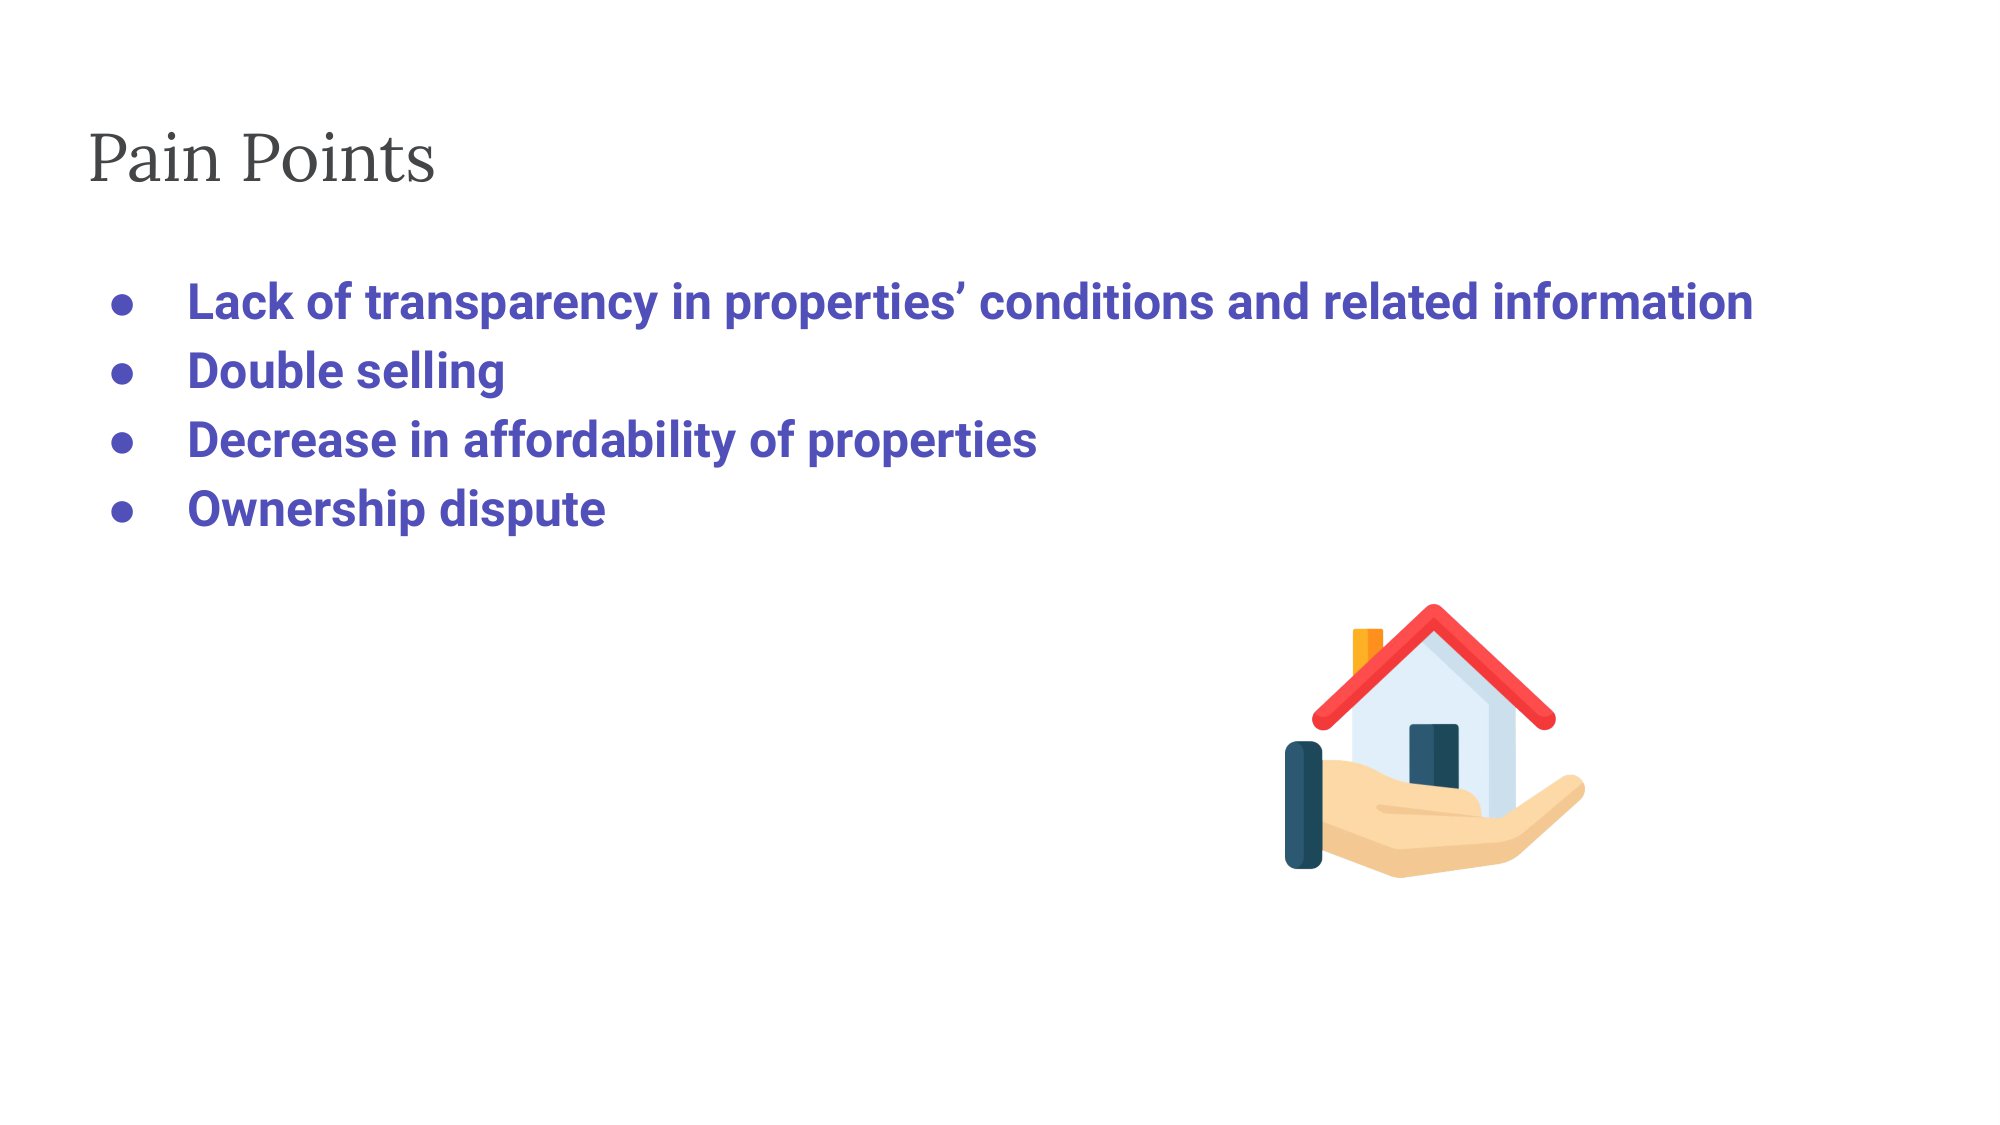 Pain Points
● Lack of transparency in properties’ conditions and related information
● Double selling
● Decrease in affordability of properties
● Ownership dispute